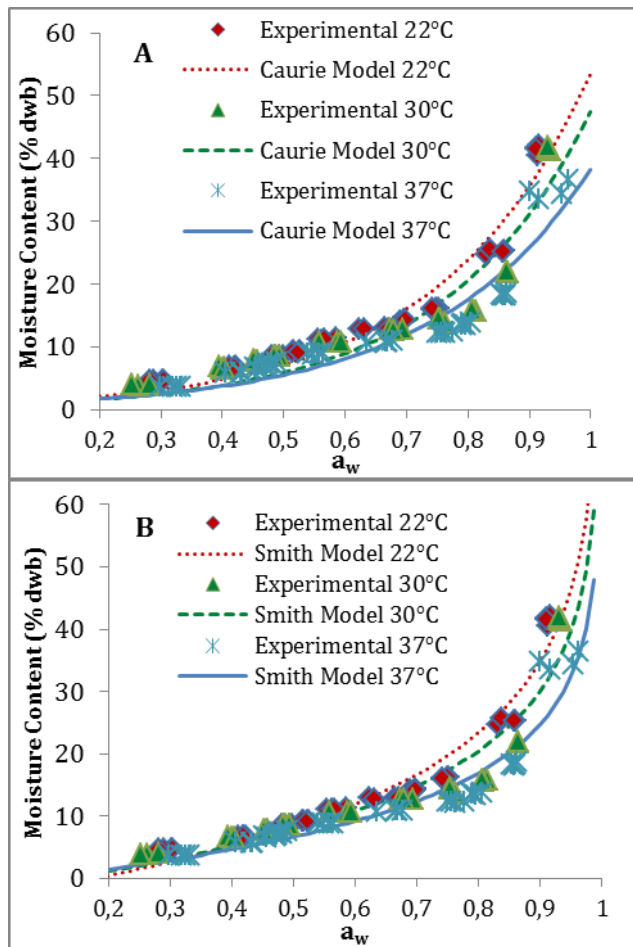 A
Experimental 22°C
Caurie Model 22°C
Experimental 30°C
Caurie Model 30°C
Experimental 37°C
Caurie Model 37°C
Moisture Content (% dwb)
60
50
40
30
20
10
0
0,2 0,3 0,4 0,5 0,6 0,7 0,8 0,9 1
aw
B
Experimental 22°C
Smith Model 22°C
Experimental 30°C
Smith Model 30°C
Experimental 37°C
Smith Model 37°C
Moisture Content (% dwb)
60
50
40
30
20
10
0
0,2 0,3 0,4 0,5 0,6 0,7 0,8 0,9 1
aw